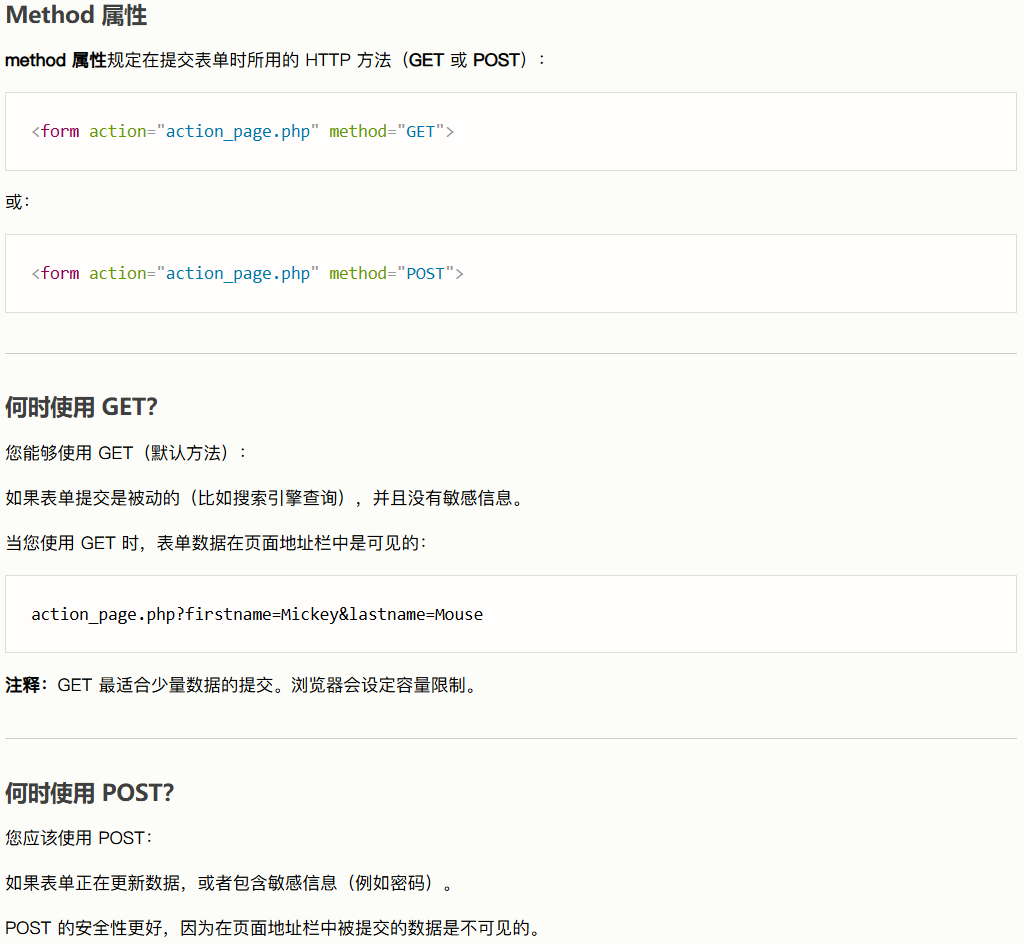 Method 属性
method 属性规定在提交表单时所用的 HTTP 方法（GET 或 POST）：
<form action="action_page.php" method="GET">
或：
<form action="action_page.php" method="POST">
何时使用 GET？
您能够使用 GET（默认方法）：
如果表单提交是被动的（比如搜索引擎查询），并且没有敏感信息。
当您使用 GET 时，表单数据在页面地址栏中是可见的：
action_page.php?firstname=Mickey&lastname=Mouse
注释：GET 最适合少量数据的提交。浏览器会设定容量限制。
何时使用 POST？
您应该使用 POST：
如果表单正在更新数据，或者包含敏感信息（例如密码）。
POST 的安全性更好，因为在页面地址栏中被提交的数据是不可见的。